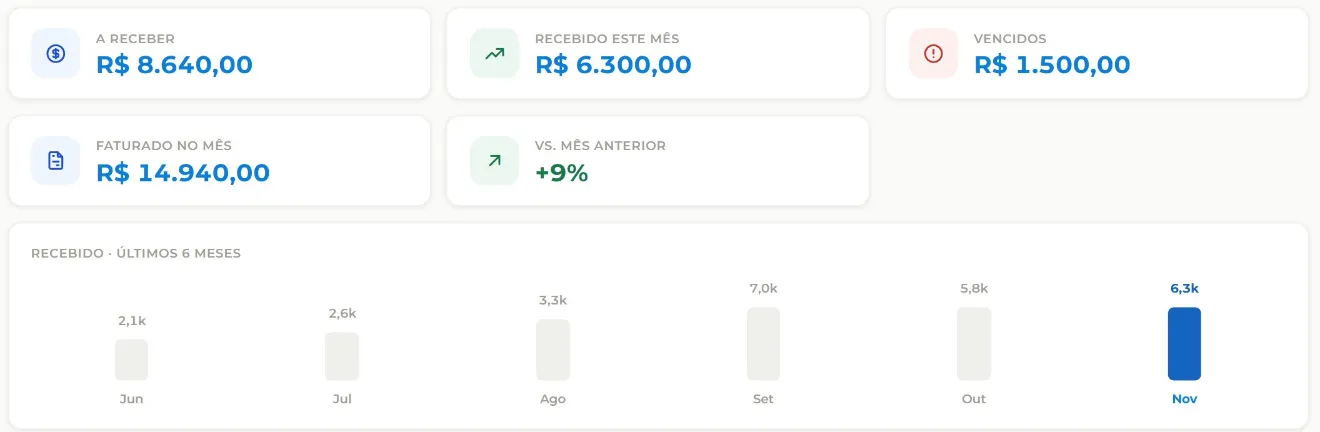 A RECEBER
R$ 8.640,00
RECEBIDO ESTE MÊS
R$ 6.300,00
VENCIDOS
R$ 1.500,00
FATURADO NO MÊS
R$ 14.940,00
VS. MÊS ANTERIOR
+9%
RECEBIDO · ÚLTIMOS 6 MESES
2,1k
2,6k
3,3k
7,0k
5,8k
6,3k
Jun
Jul
Ago
Set
Out
Nov